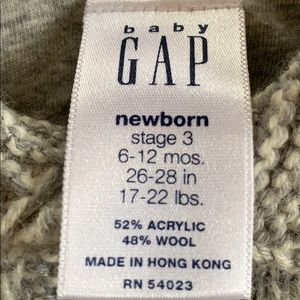 baby
GAP
newborn
stage 3
6-12 mos.
26-28 in
17-22 lbs.
52% ACRYLIC
48% WOOL
MADE IN HONG KONG
RN 54023